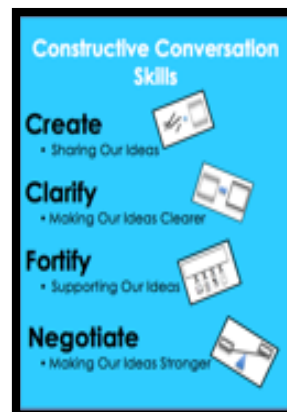 Constructive Conversation
Skills
Create
• Sharing Our Ideas
Clarify
• Making Our Ideas Clearer
Fortify
• Supporting Our Ideas
Negotiate
• Making Our Ideas Stronger